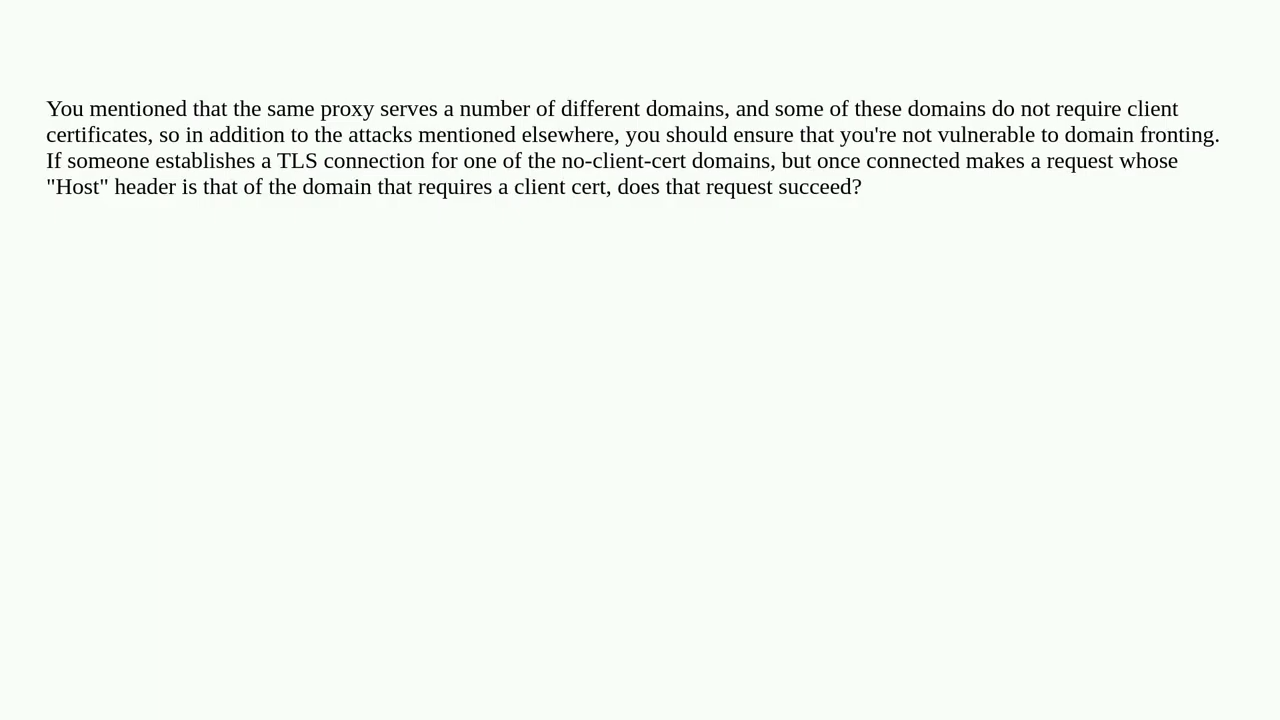 You mentioned that the same proxy serves a number of different domains, and some of these domains do not require client
certificates, so in addition to the attacks mentioned elsewhere, you should ensure that you're not vulnerable to domain fronting.
If someone establishes a TLS connection for one of the no-client-cert domains, but once connected makes a request whose
"Host" header is that of the domain that requires a client cert, does that request succeed?